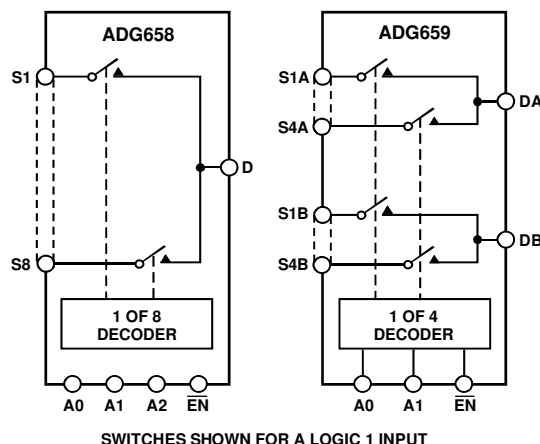 ADG658
S1
D
S8
1 OF 8
DECODER
A0 A1 A2 EN
ADG659
S1A
DA
S4A
S1B
DB
S4B
1 OF 4
DECODER
A0 A1 EN
SWITCHES SHOWN FOR A LOGIC 1 INPUT